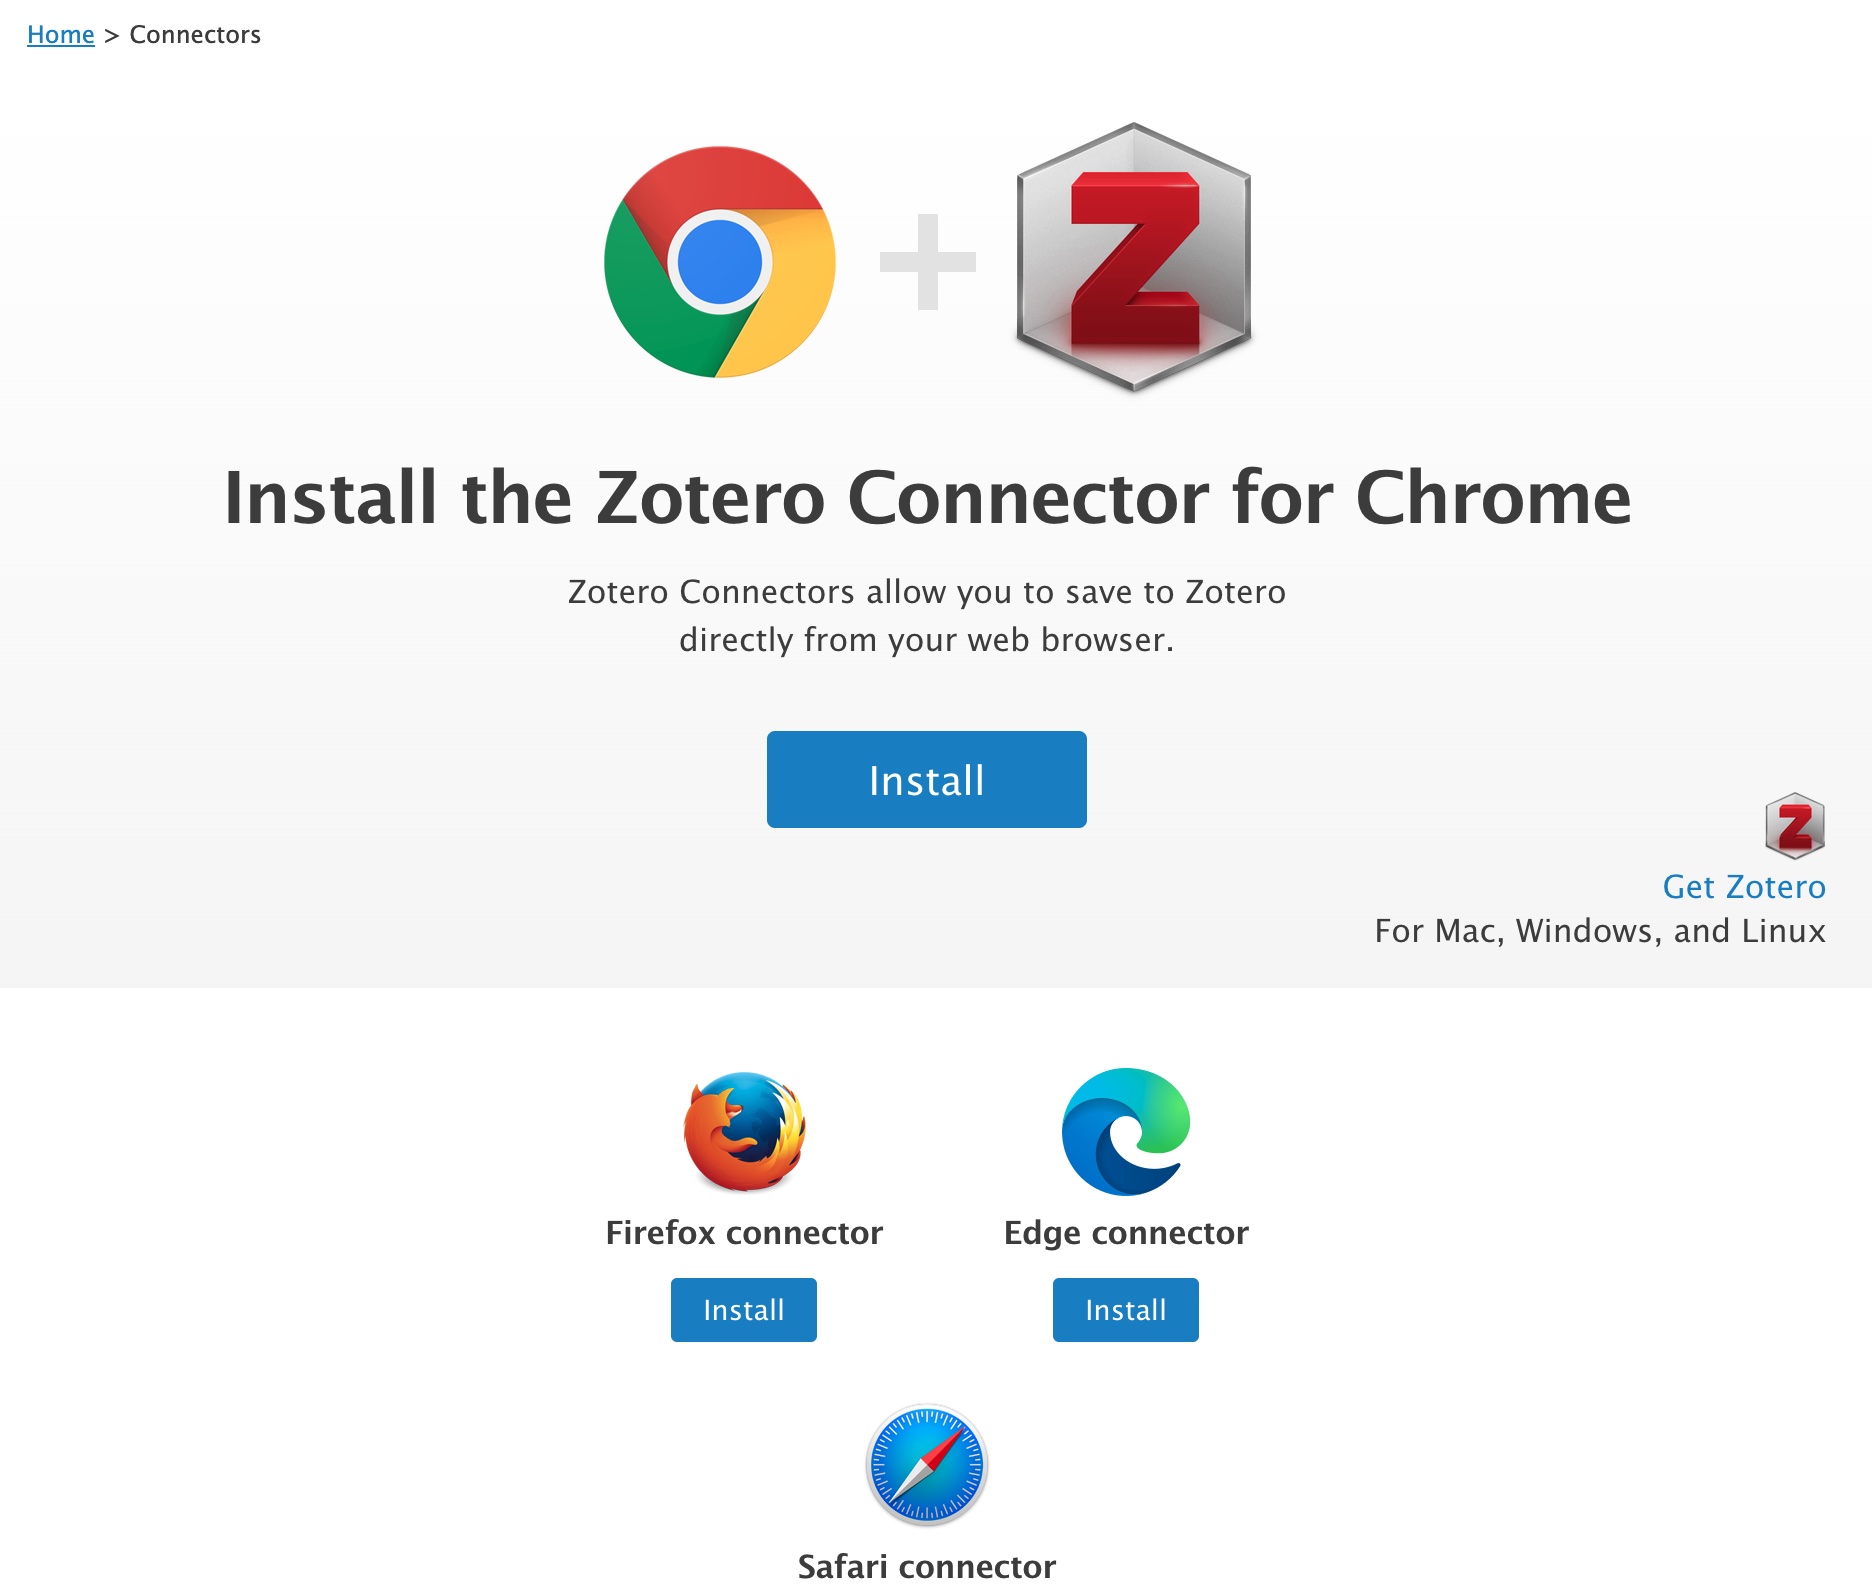 Home > Connectors
Install the Zotero Connector for Chrome
Zotero Connectors allow you to save to Zotero
directly from your web browser.
Install
Get Zotero
For Mac, Windows, and Linux
Firefox connector
Edge connector
Install
Install
Safari connector